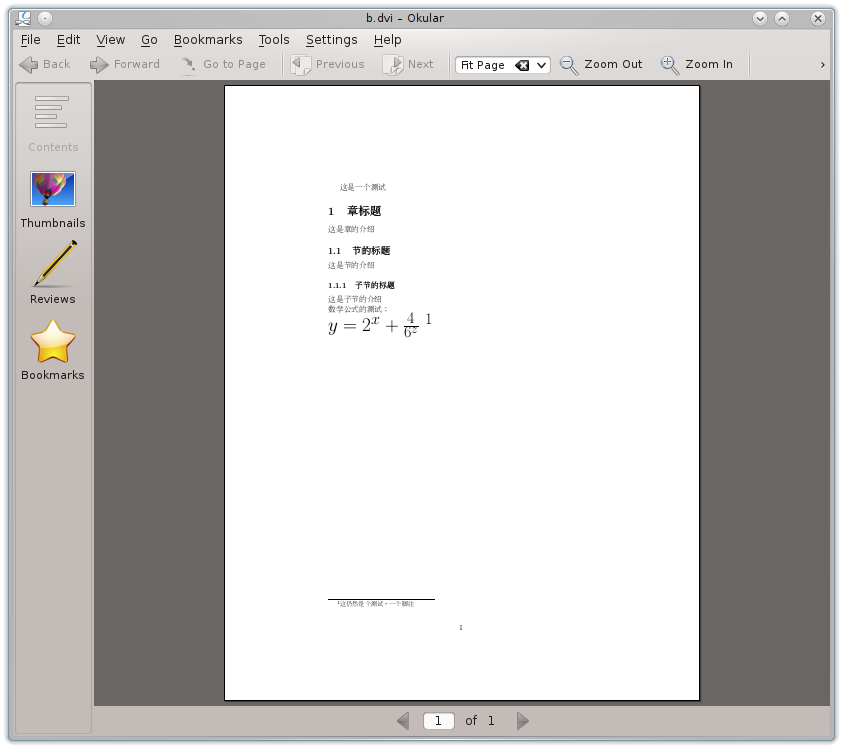 b.dvi – Okular
File Edit View Go Bookmarks Tools Settings Help
Back Forward Go to Page Previous Next Fit Page Zoom Out Zoom In
Contents
Thumbnails
Reviews
Bookmarks
这是一个测试
1 章标题
这是章的介绍
1.1 节的标题
这是节的介绍
1.1.1 子节的标题
这是子节的介绍
数学公式的测试：
y = 2^x + 4/6^z 1
1这仍然是个测试，一个脚注
1
1 of 1